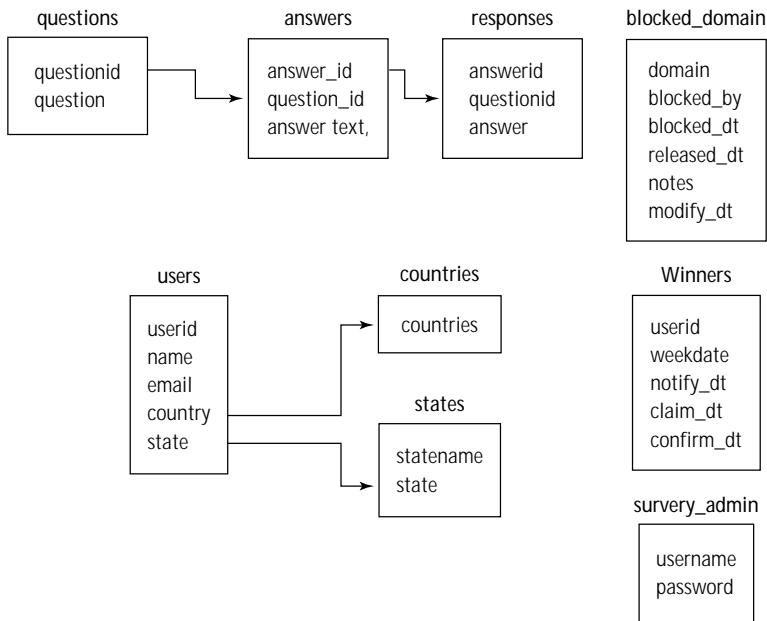 questions
questionid
question
answers
answer_id
question_id
answer text,
responses
answerid
questionid
answer
blocked_domain
domain
blocked_by
blocked_dt
released_dt
notes
modify_dt
users
userid
name
email
country
state
countries
countries
states
statename
state
Winners
userid
weekdate
notify_dt
claim_dt
confirm_dt
survery_admin
username
password